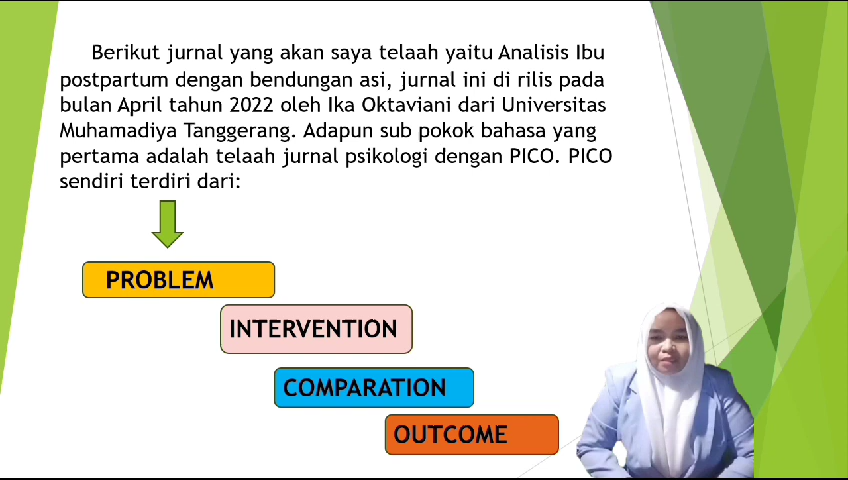 Berikut jurnal yang akan saya telaah yaitu Analisis Ibu
postpartum dengan bendungan asi, jurnal ini di rilis pada
bulan April tahun 2022 oleh Ika Oktaviani dari Universitas
Muhamadiya Tanggerang. Adapun sub pokok bahasa yang
pertama adalah telaah jurnal psikologi dengan PICO. PICO
sendiri terdiri dari:
PROBLEM
INTERVENTION
COMPARATION
OUTCOME